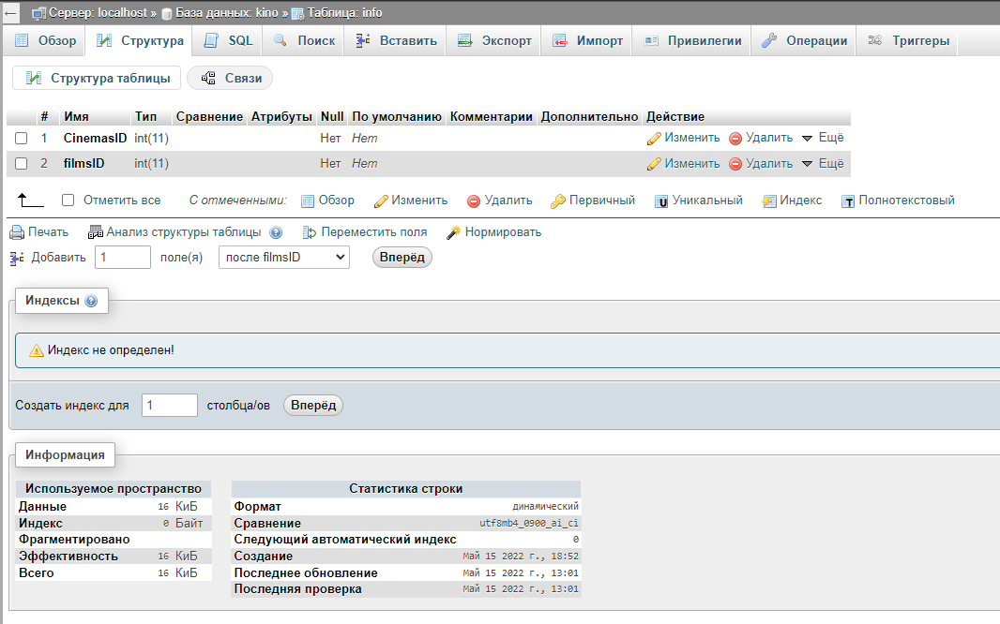 Сервер: localhost » База данных: kino » Таблица: info
Обзор Структура SQL Поиск Вставить Экспорт Импорт Привилегии Операции Триггеры
Структура таблицы Связи
# Имя Тип Сравнение Атрибуты Null По умолчанию Комментарии Дополнительно Действие
1 CinemasID int(11) Нет Нет Изменить Удалить Ещё
2 filmsID int(11) Нет Нет Изменить Удалить Ещё
Отметить все С отмеченными: Обзор Изменить Удалить Первичный Уникальный Индекс Полнотекстовый
Печать Анализ структуры таблицы Переместить поля Нормировать
Добавить 1 поле(я) после filmsID Вперёд
Индексы
Индекс не определен!
Создать индекс для 1 столбца/ов Вперёд
Информация
Используемое пространство
Данные 16 КиБ
Индекс 0 Байт
Фрагментировано
Эффективность 16 КиБ
Всего 16 КиБ
Статистика строки
Формат динамический
Сравнение utf8mb4_0900_ai_ci
Следующий автоматический индекс 0
Создание Май 15 2022 г., 18:52
Последнее обновление Май 15 2022 г., 13:01
Последняя проверка Май 15 2022 г., 13:01